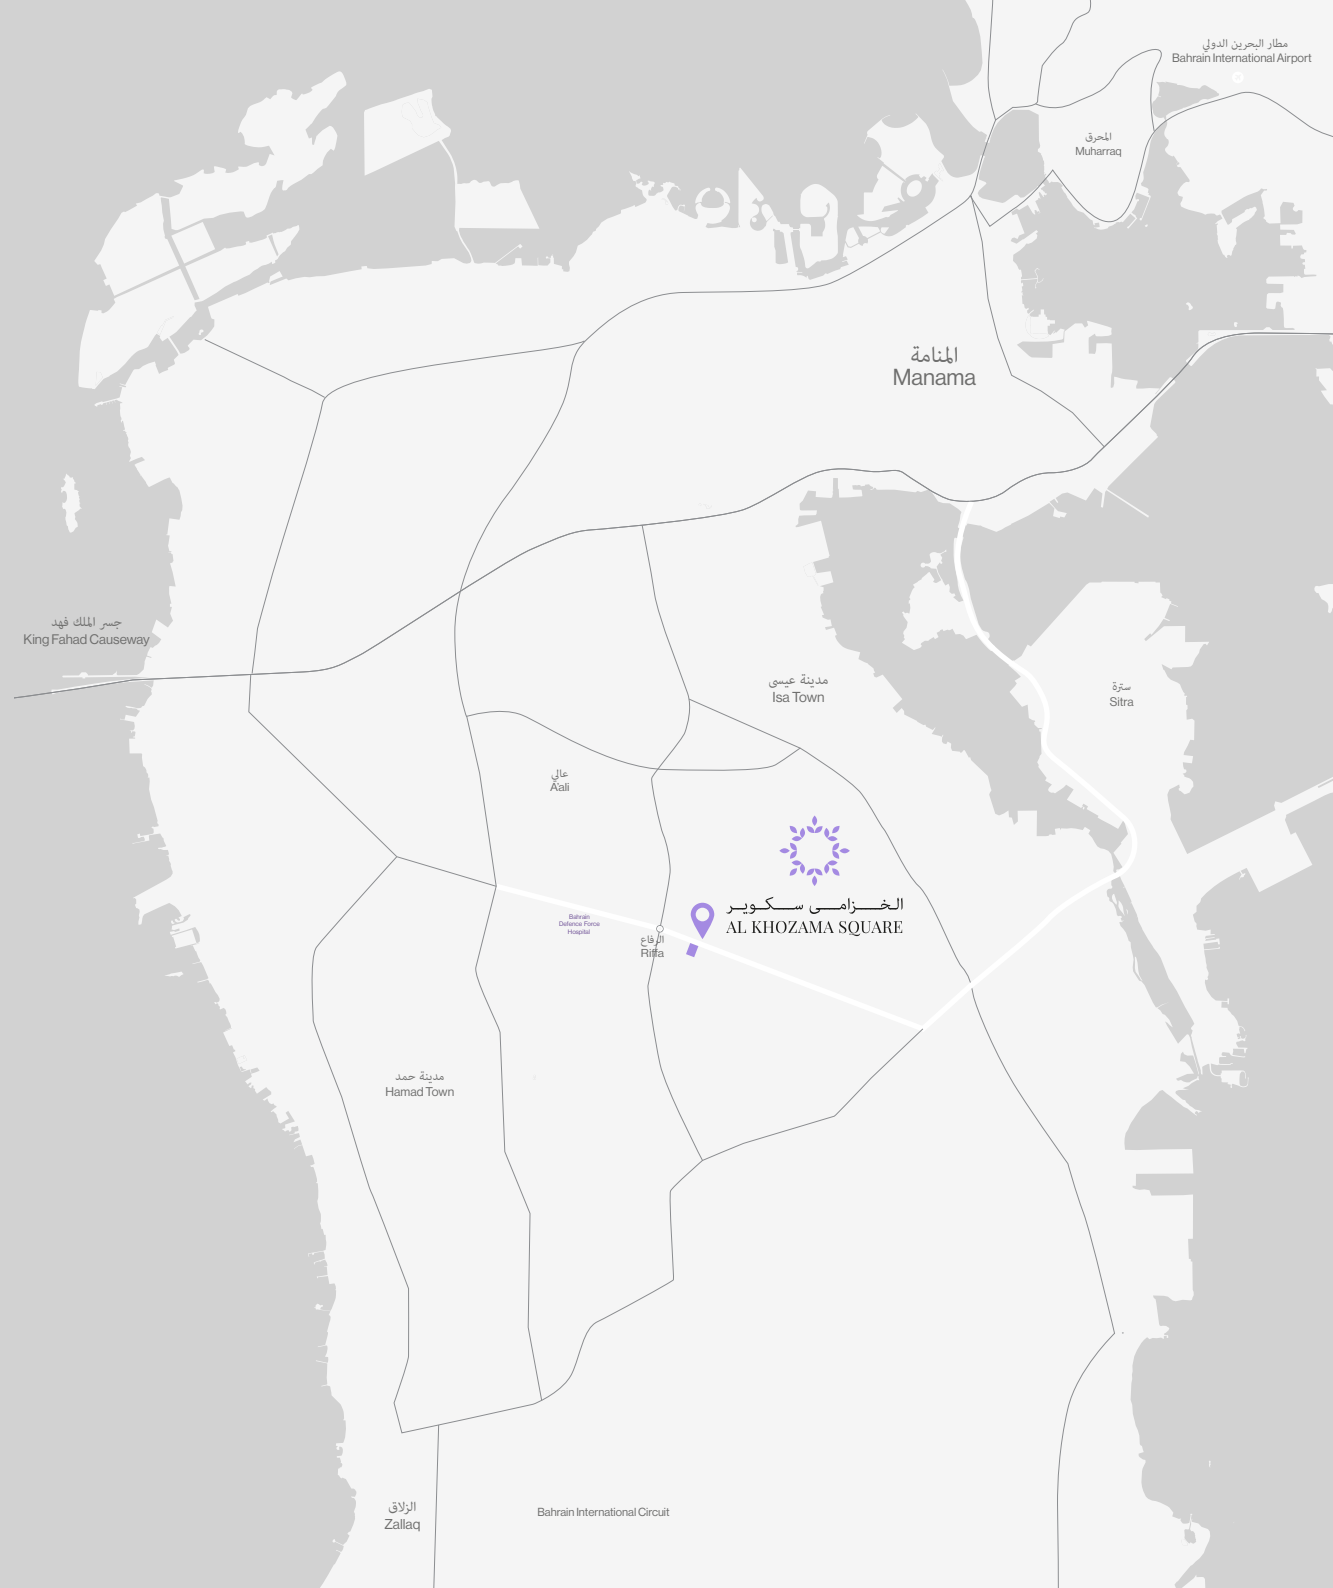 مطار البحرين الدولي
Bahrain International Airport
المحرق
Muharraq
المنامة
Manama
جسر الملك فهد
King Fahad Causeway
مدينة عيسى
Isa Town
سترة
Sitra
عالي
A'ali
الخزامى سكوير
AL KHOZAMA SQUARE
Bahrain
Defence Force
Hospital
الرفاع
Riffa
مدينة حمد
Hamad Town
الزلاق
Zallaq
Bahrain International Circuit